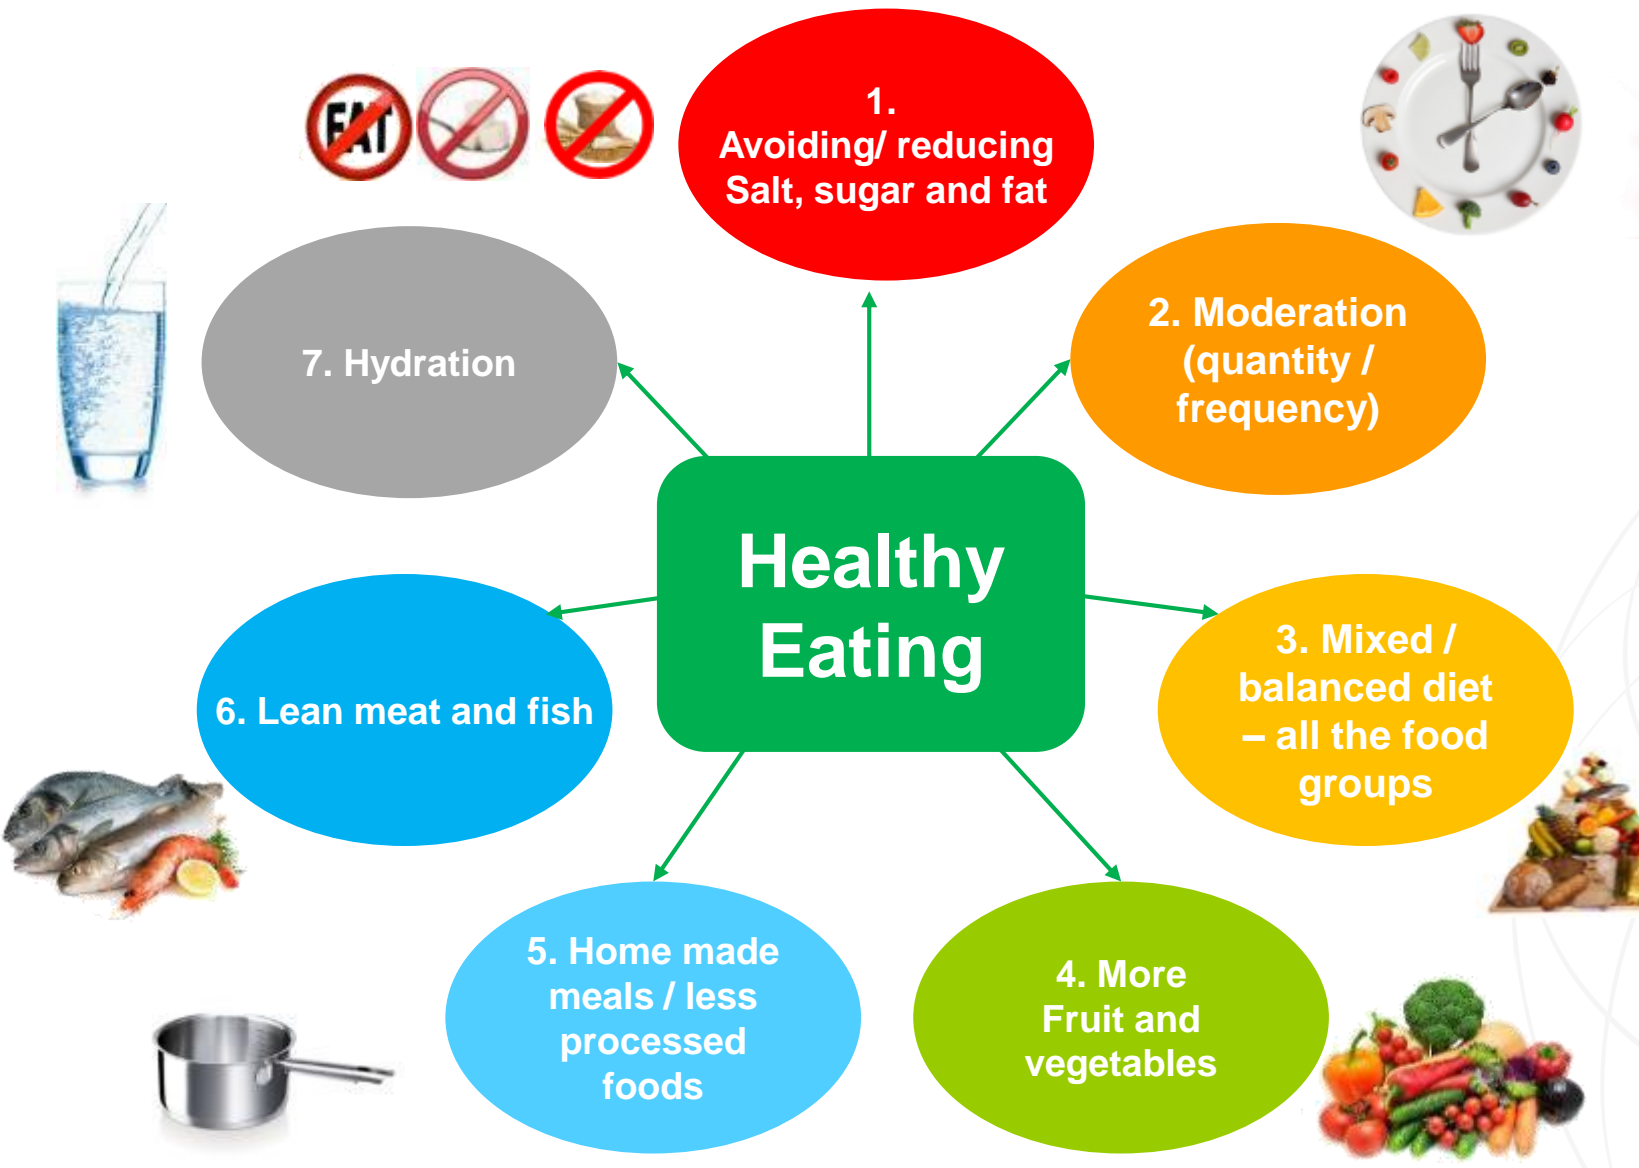 FAT
1.
Avoiding/ reducing
Salt, sugar and fat
2. Moderation
(quantity /
frequency)
3. Mixed /
balanced diet
– all the food
groups
4. More
Fruit and
vegetables
5. Home made
meals / less
processed
foods
6. Lean meat and fish
7. Hydration
Healthy
Eating